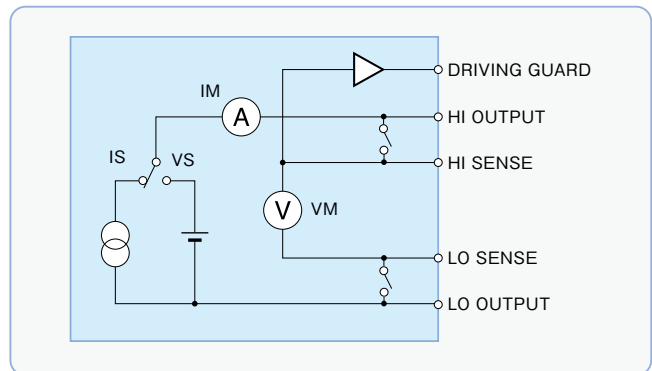 DRIVING GUARD
IM
A
HI OUTPUT
IS
VS
HI SENSE
V
VM
LO SENSE
LO OUTPUT